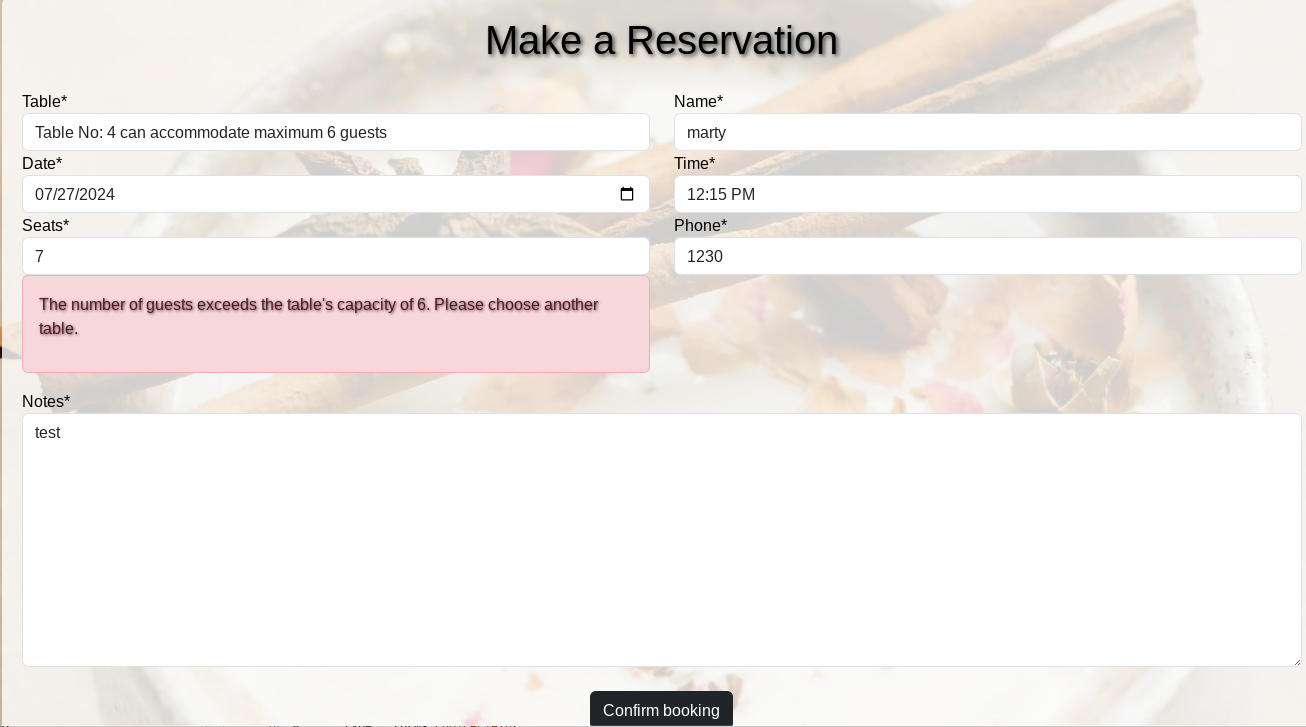 Make a Reservation
Table*
Name*
Table No: 4 can accommodate maximum 6 guests
marty
Date*
Time*
07/27/2024
12:15 PM
Seats*
Phone*
7
1230
The number of guests exceeds the table's capacity of 6. Please choose another
table.
Notes*
test
Confirm booking